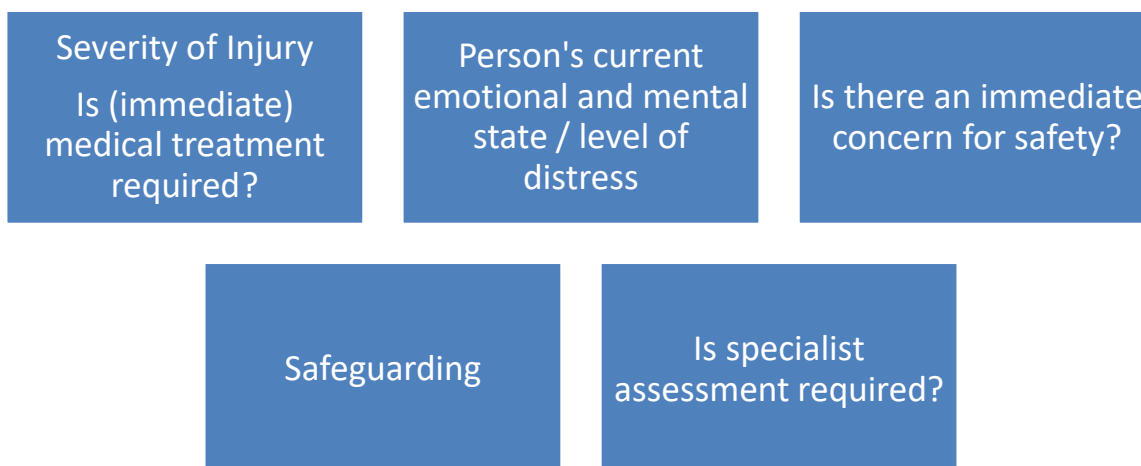 Severity of Injury
Is (immediate)
medical treatment
required?
Person's current
emotional and mental
state / level of
distress
Is there an immediate
concern for safety?
Safeguarding
Is specialist
assessment required?